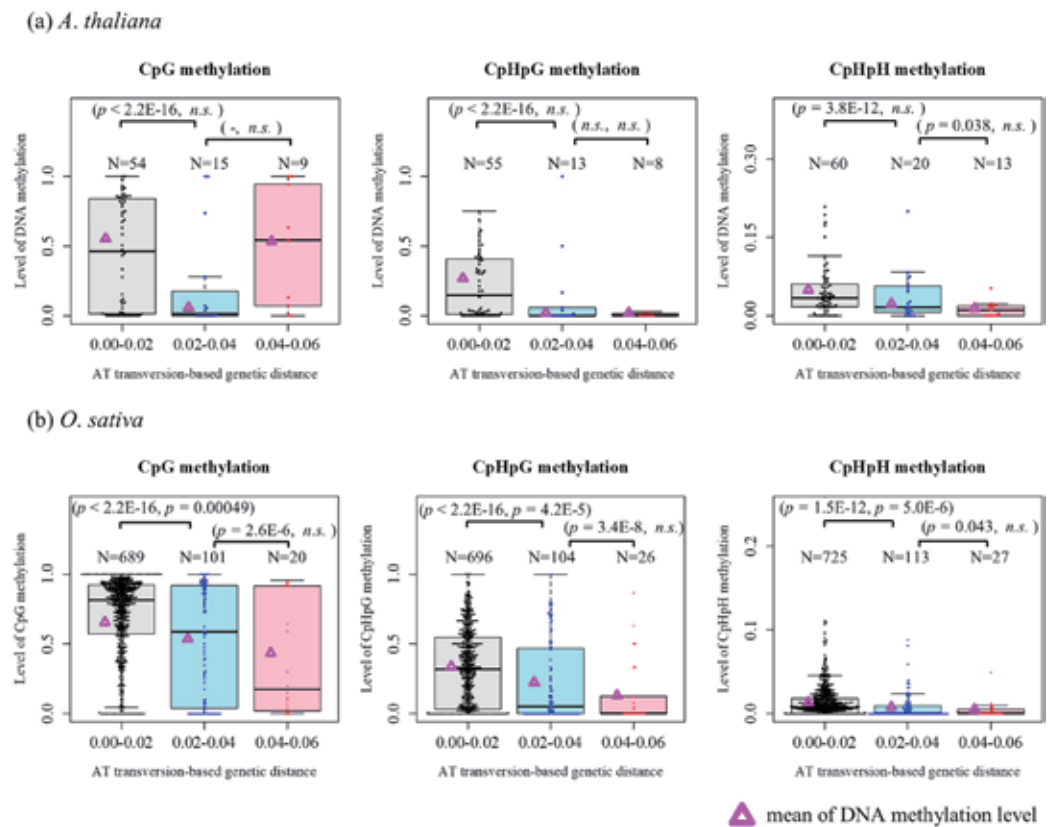 (a) A. thaliana
CpG methylation
(p < 2.2E-16, n.s.)
(-, n.s.)
N=54 N=15 N=9
Level of DNA methylation
0.0 0.5 1.0
0.00-0.02 0.02-0.04 0.04-0.06
AT transversion-based genetic distance
CpHpG methylation
(p < 2.2E-16, n.s.)
(n.s., n.s.)
N=55 N=13 N=8
Level of DNA methylation
0.0 0.5 1.0
0.00-0.02 0.02-0.04 0.04-0.06
AT transversion-based genetic distance
CpHpH methylation
(p = 3.8E-12, n.s.)
(p = 0.038, n.s.)
N=60 N=20 N=13
Level of DNA methylation
0.00 0.15 0.30
0.00-0.02 0.02-0.04 0.04-0.06
AT transversion-based genetic distance
(b) O. sativa
CpG methylation
(p < 2.2E-16, p = 0.00049)
(p = 2.6E-6, n.s.)
N=689 N=101 N=20
Level of CpG methylation
0.0 0.5 1.0
0.00-0.02 0.02-0.04 0.04-0.06
AT transversion-based genetic distance
CpHpG methylation
(p < 2.2E-16, p = 4.2E-5)
(p = 3.4E-8, n.s.)
N=696 N=104 N=26
Level of CpHpG methylation
0.0 0.5 1.0
0.00-0.02 0.02-0.04 0.04-0.06
AT transversion-based genetic distance
CpHpH methylation
(p = 1.5E-12, p = 5.0E-6)
(p = 0.043, n.s.)
N=725 N=113 N=27
Level of CpHpH methylation
0.0 0.1 0.2
0.00-0.02 0.02-0.04 0.04-0.06
AT transversion-based genetic distance
mean of DNA methylation level